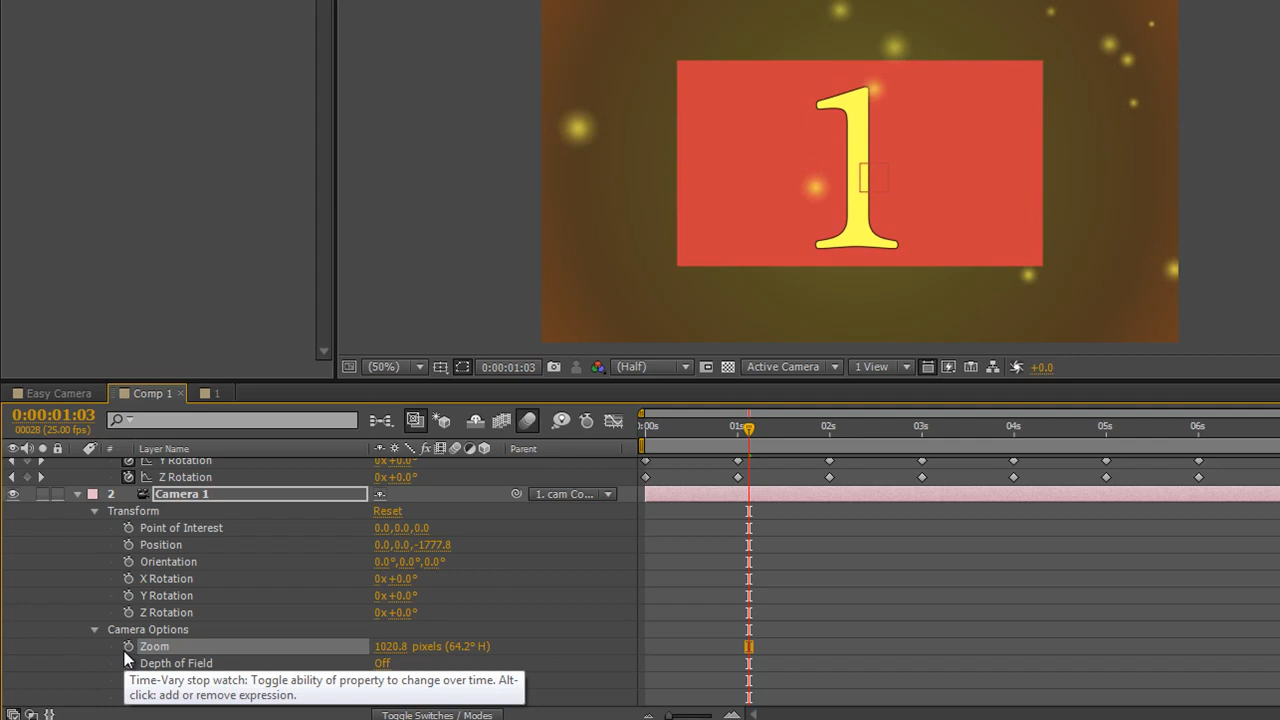 1
(50%) 0:00:01:03 (Half) Active Camera 1 View +0.0
Easy Camera Comp 1 × 1
0:00:01:03
00028 (25.00 fps)
:00s 01s 02s 03s 04s 05s 06s
# Layer Name fx Parent
Y Rotation 0x+0.0°
Z Rotation 0x+0.0°
2 Camera 1 1. cam Co...
Transform Reset
Point of Interest 0.0,0.0,0.0
Position 0.0,0.0,-1777.8
Orientation 0.0°,0.0°,0.0°
X Rotation 0x+0.0°
Y Rotation 0x+0.0°
Z Rotation 0x+0.0°
Camera Options
Zoom 1020.8 pixels (64.2° H)
Depth of Field Off
Time-Vary stop watch: Toggle ability of property to change over time. Alt-
click: add or remove expression.
Toggle Switches / Modes